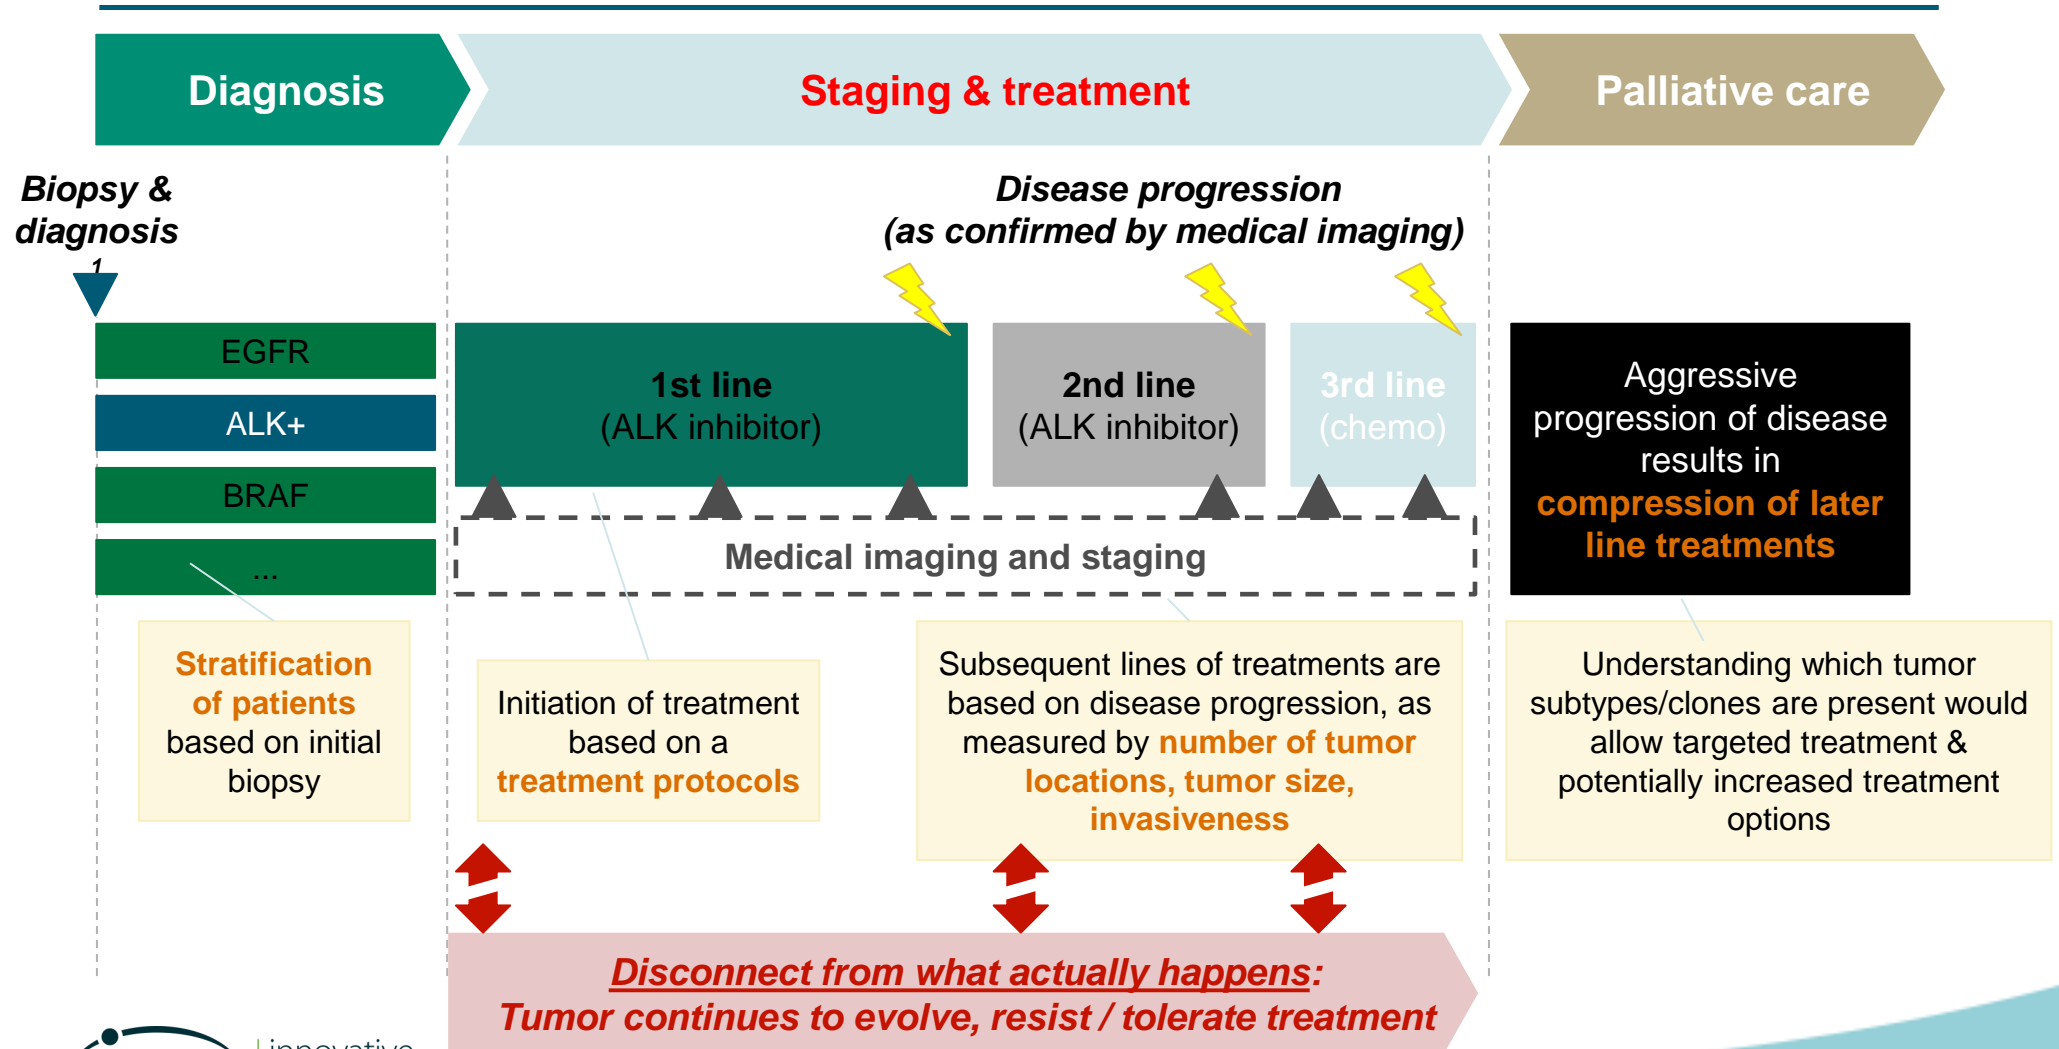 Diagnosis
Staging & treatment
Palliative care
Biopsy &
diagnosis
1
Disease progression
(as confirmed by medical imaging)
EGFR
ALK+
BRAF
...
1st line
(ALK inhibitor)
2nd line
(ALK inhibitor)
3rd line
(chemo)
Medical imaging and staging
Aggressive
progression of disease
results in
compression of later
line treatments
Stratification
of patients
based on initial
biopsy
Initiation of treatment
based on a
treatment protocols
Subsequent lines of treatments are
based on disease progression, as
measured by number of tumor
locations, tumor size,
invasiveness
Understanding which tumor
subtypes/clones are present would
allow targeted treatment &
potentially increased treatment
options
Disconnect from what actually happens:
Tumor continues to evolve, resist / tolerate treatment
innovative